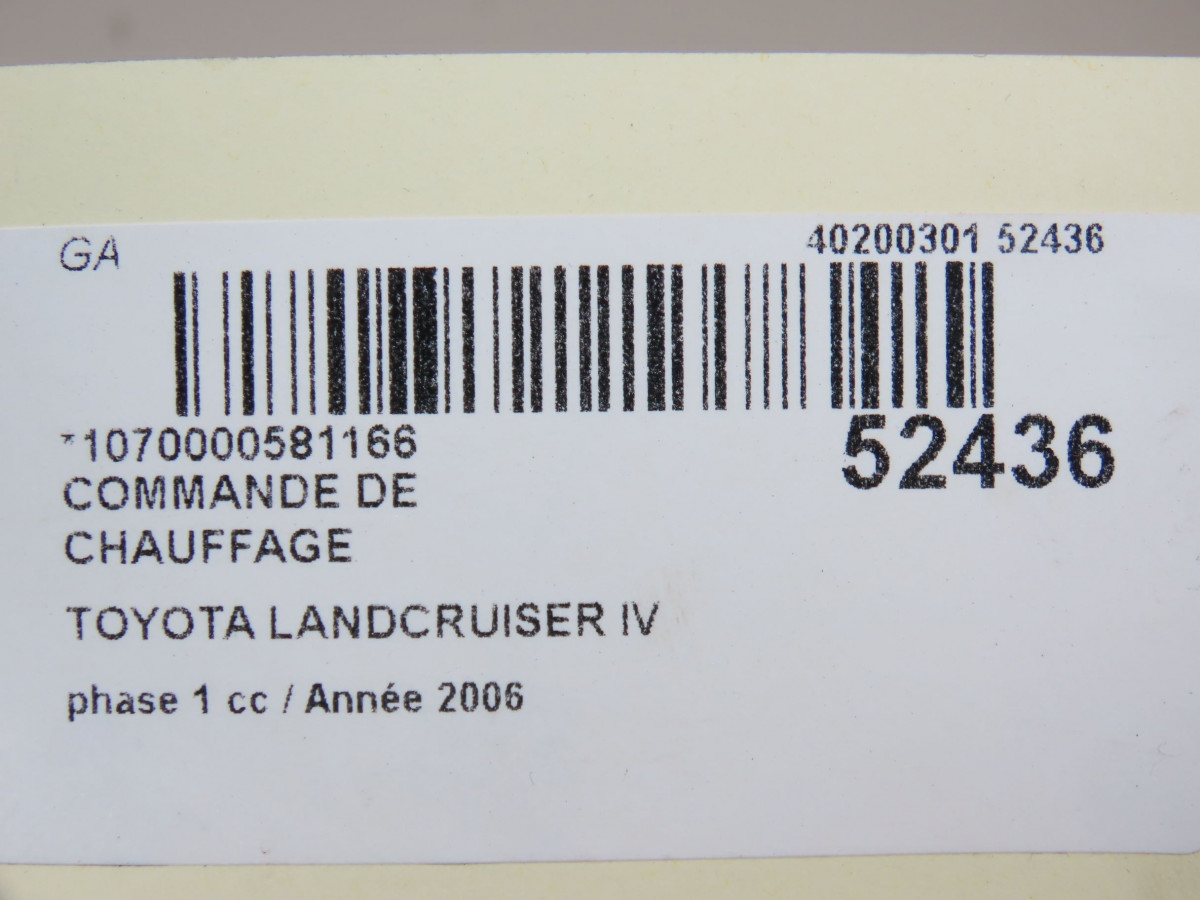 GA
40200301 52436
*1070000581166
52436
COMMANDE DE
CHAUFFAGE
TOYOTA LANDCRUISER IV
phase 1 cc / Année 2006